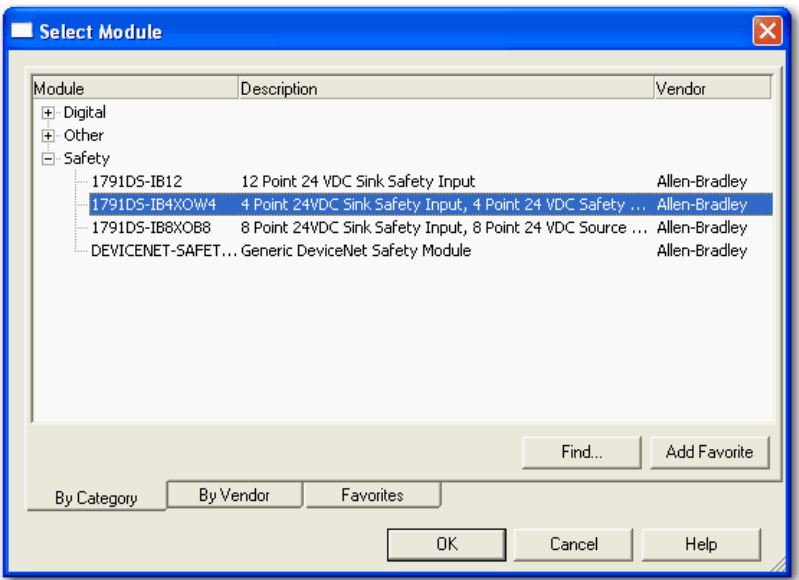 Select Module
Module Description Vendor
Digital
Other
Safety
1791DS-IB12 12 Point 24 VDC Sink Safety Input Allen-Bradley
1791DS-IB4XOW4 4 Point 24VDC Sink Safety Input, 4 Point 24 VDC Safety ... Allen-Bradley
1791DS-IB8XOB8 8 Point 24VDC Sink Safety Input, 8 Point 24 VDC Source ... Allen-Bradley
DEVICENET-SAFET... Generic DeviceNet Safety Module Allen-Bradley
Find... Add Favorite
By Category By Vendor Favorites
OK Cancel Help